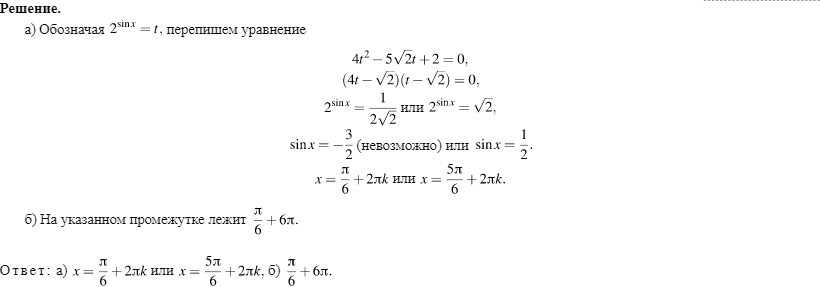 Решение.
а) Обозначая 2^{sin x} = t, перепишем уравнение
4t² − 5√2t + 2 = 0,
(4t − √2)(t − √2) = 0,
2^{sin x} = 1/(2√2) или 2^{sin x} = √2,
sin x = −3/2 (невозможно) или sin x = 1/2.
x = π/6 + 2πk или x = 5π/6 + 2πk.
б) На указанном промежутке лежит π/6 + 6π.
Ответ: а) x = π/6 + 2πk или x = 5π/6 + 2πk, б) π/6 + 6π.